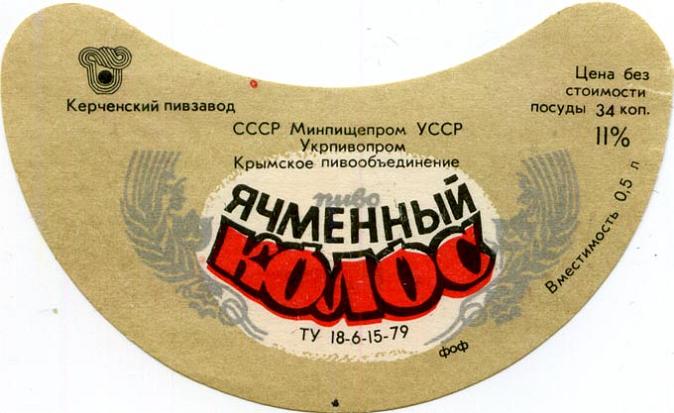 Керченский пивзавод
Цена без
стоимости
посуды 34 коп.
11%
Вместимость 0,5 л
СССР Минпищепром УССР
Укрпивопром
Крымское пивообъединение
пиво
ЯЧМЕННЫЙ
КОЛОС
ТУ 18-6-15-79
фоф